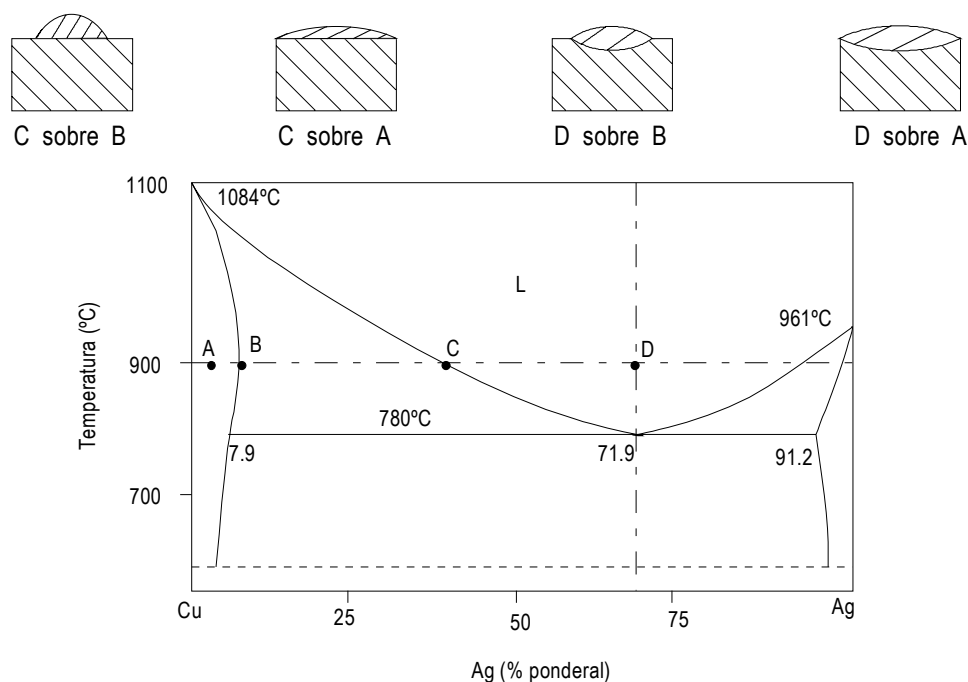 C sobre B
C sobre A
D sobre B
D sobre A
1100
1084ºC
L
Temperatura (ºC)
961ºC
A
B
C
D
900
780ºC
7.9
71.9
91.2
700
Cu
25
50
75
Ag
Ag (% ponderal)